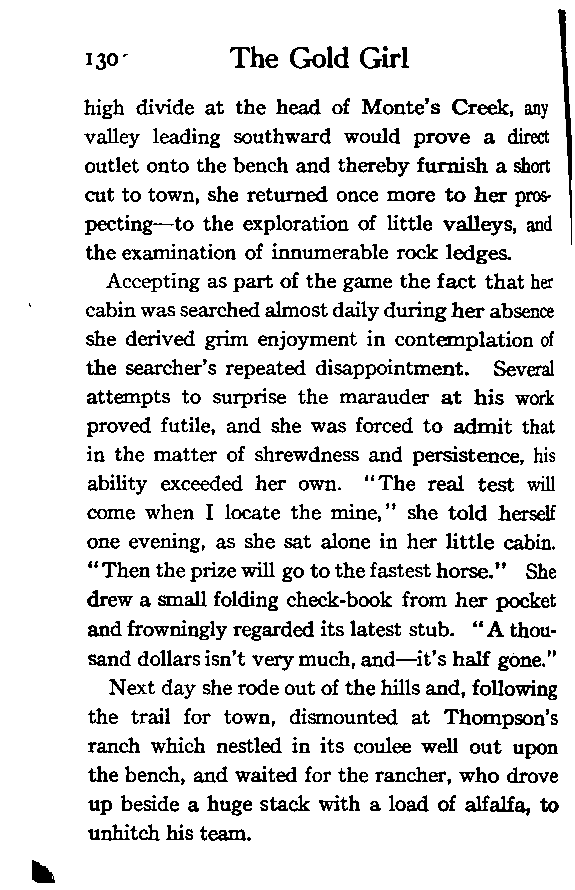 130 The Gold Girl
high divide at the head of Monte's Creek, any
valley leading southward would prove a direct
outlet onto the bench and thereby furnish a short
cut to town, she returned once more to her pros-
pecting—to the exploration of little valleys, and
the examination of innumerable rock ledges.
Accepting as part of the game the fact that her
cabin was searched almost daily during her absence
she derived grim enjoyment in contemplation of
the searcher's repeated disappointment. Several
attempts to surprise the marauder at his work
proved futile, and she was forced to admit that
in the matter of shrewdness and persistence, his
ability exceeded her own. "The real test will
come when I locate the mine," she told herself
one evening, as she sat alone in her little cabin.
"Then the prize will go to the fastest horse." She
drew a small folding check-book from her pocket
and frowningly regarded its latest stub. "A thou-
sand dollars isn't very much, and—it's half gone."
Next day she rode out of the hills and, following
the trail for town, dismounted at Thompson's
ranch which nestled in its coulee well out upon
the bench, and waited for the rancher, who drove
up beside a huge stack with a load of alfalfa, to
unhitch his team.